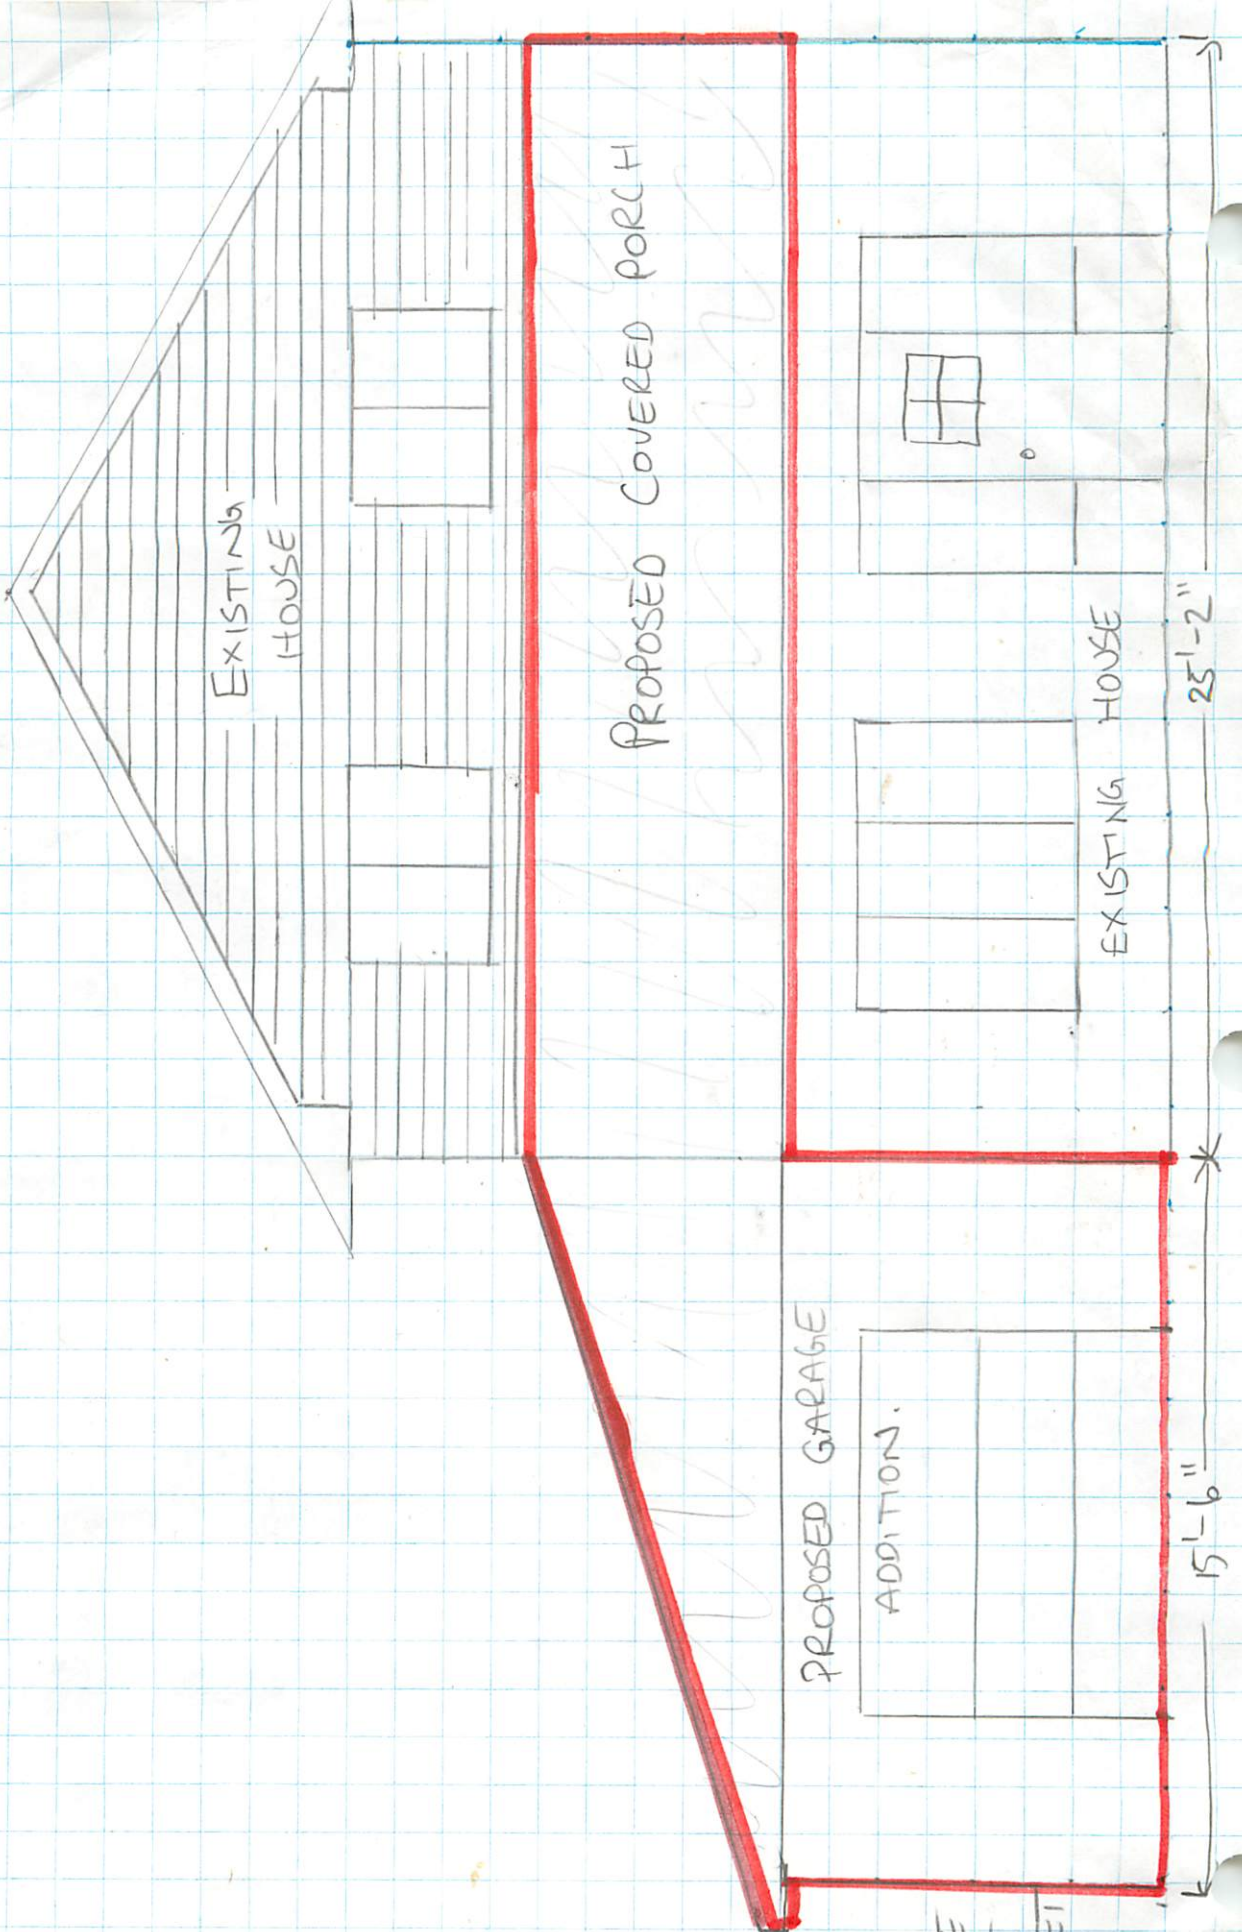 EXISTING
HOUSE
PROPOSED COVERED PORCH
PROPOSED GARAGE
ADDITION.
EXISTING HOUSE
15'-6"
25'-2"